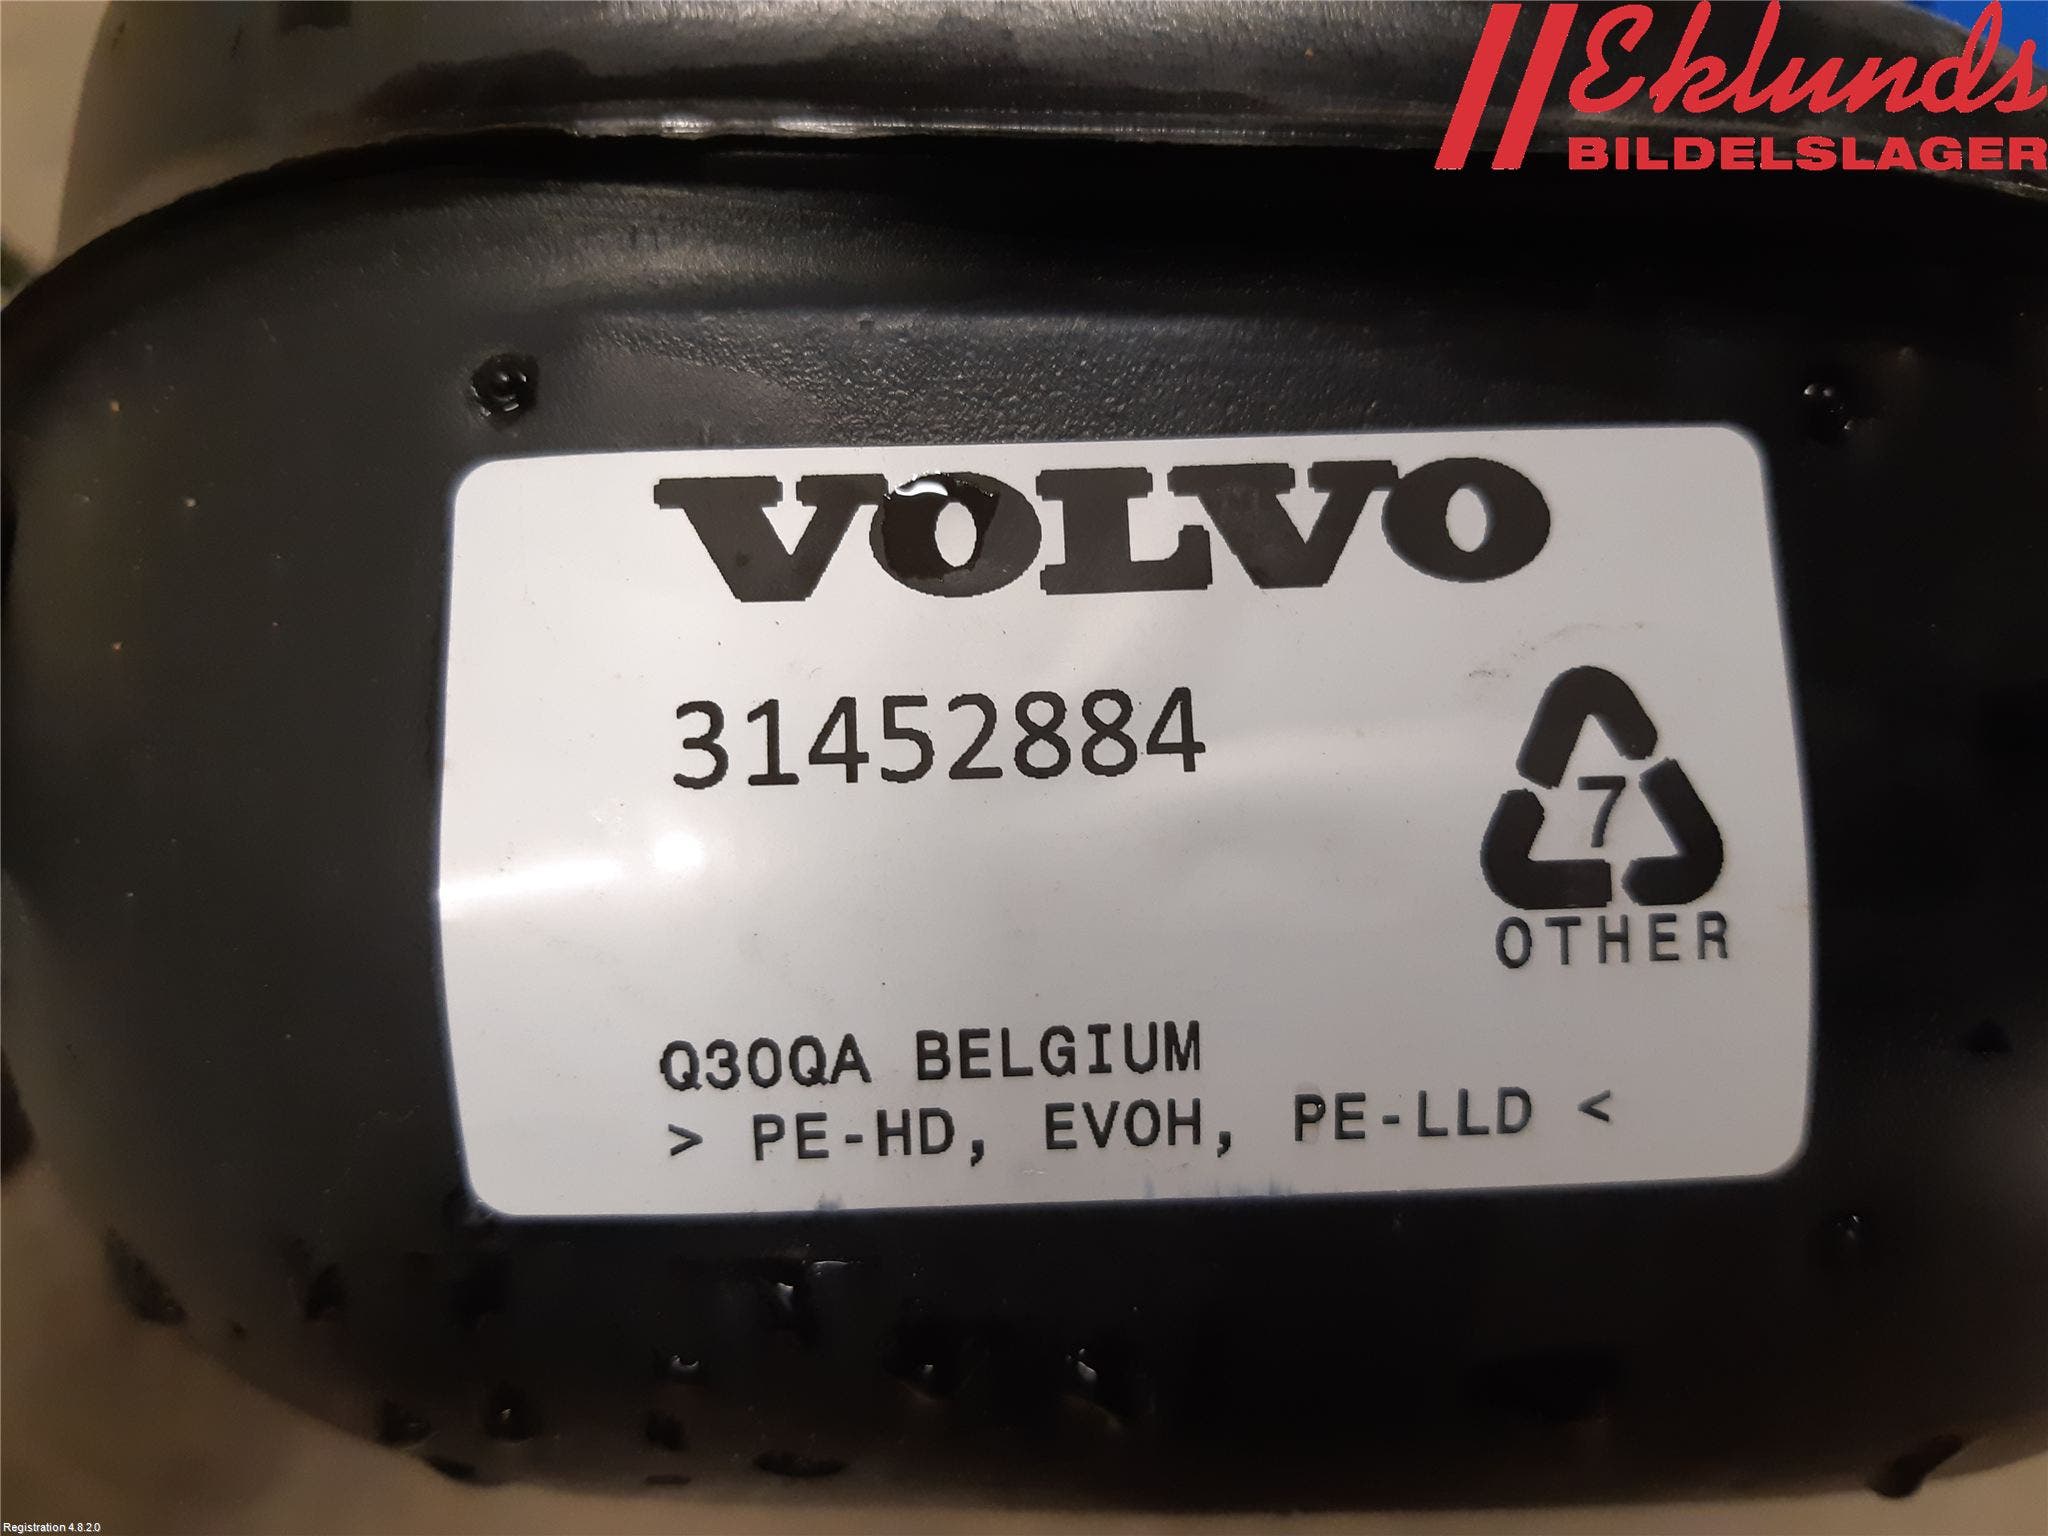 Eklunds
BILDELSLAGER
VOLVO
31452884
7
OTHER
Q30QA BELGIUM
> PE-HD, EVOH, PE-LLD <
Registration 4.8.2.0